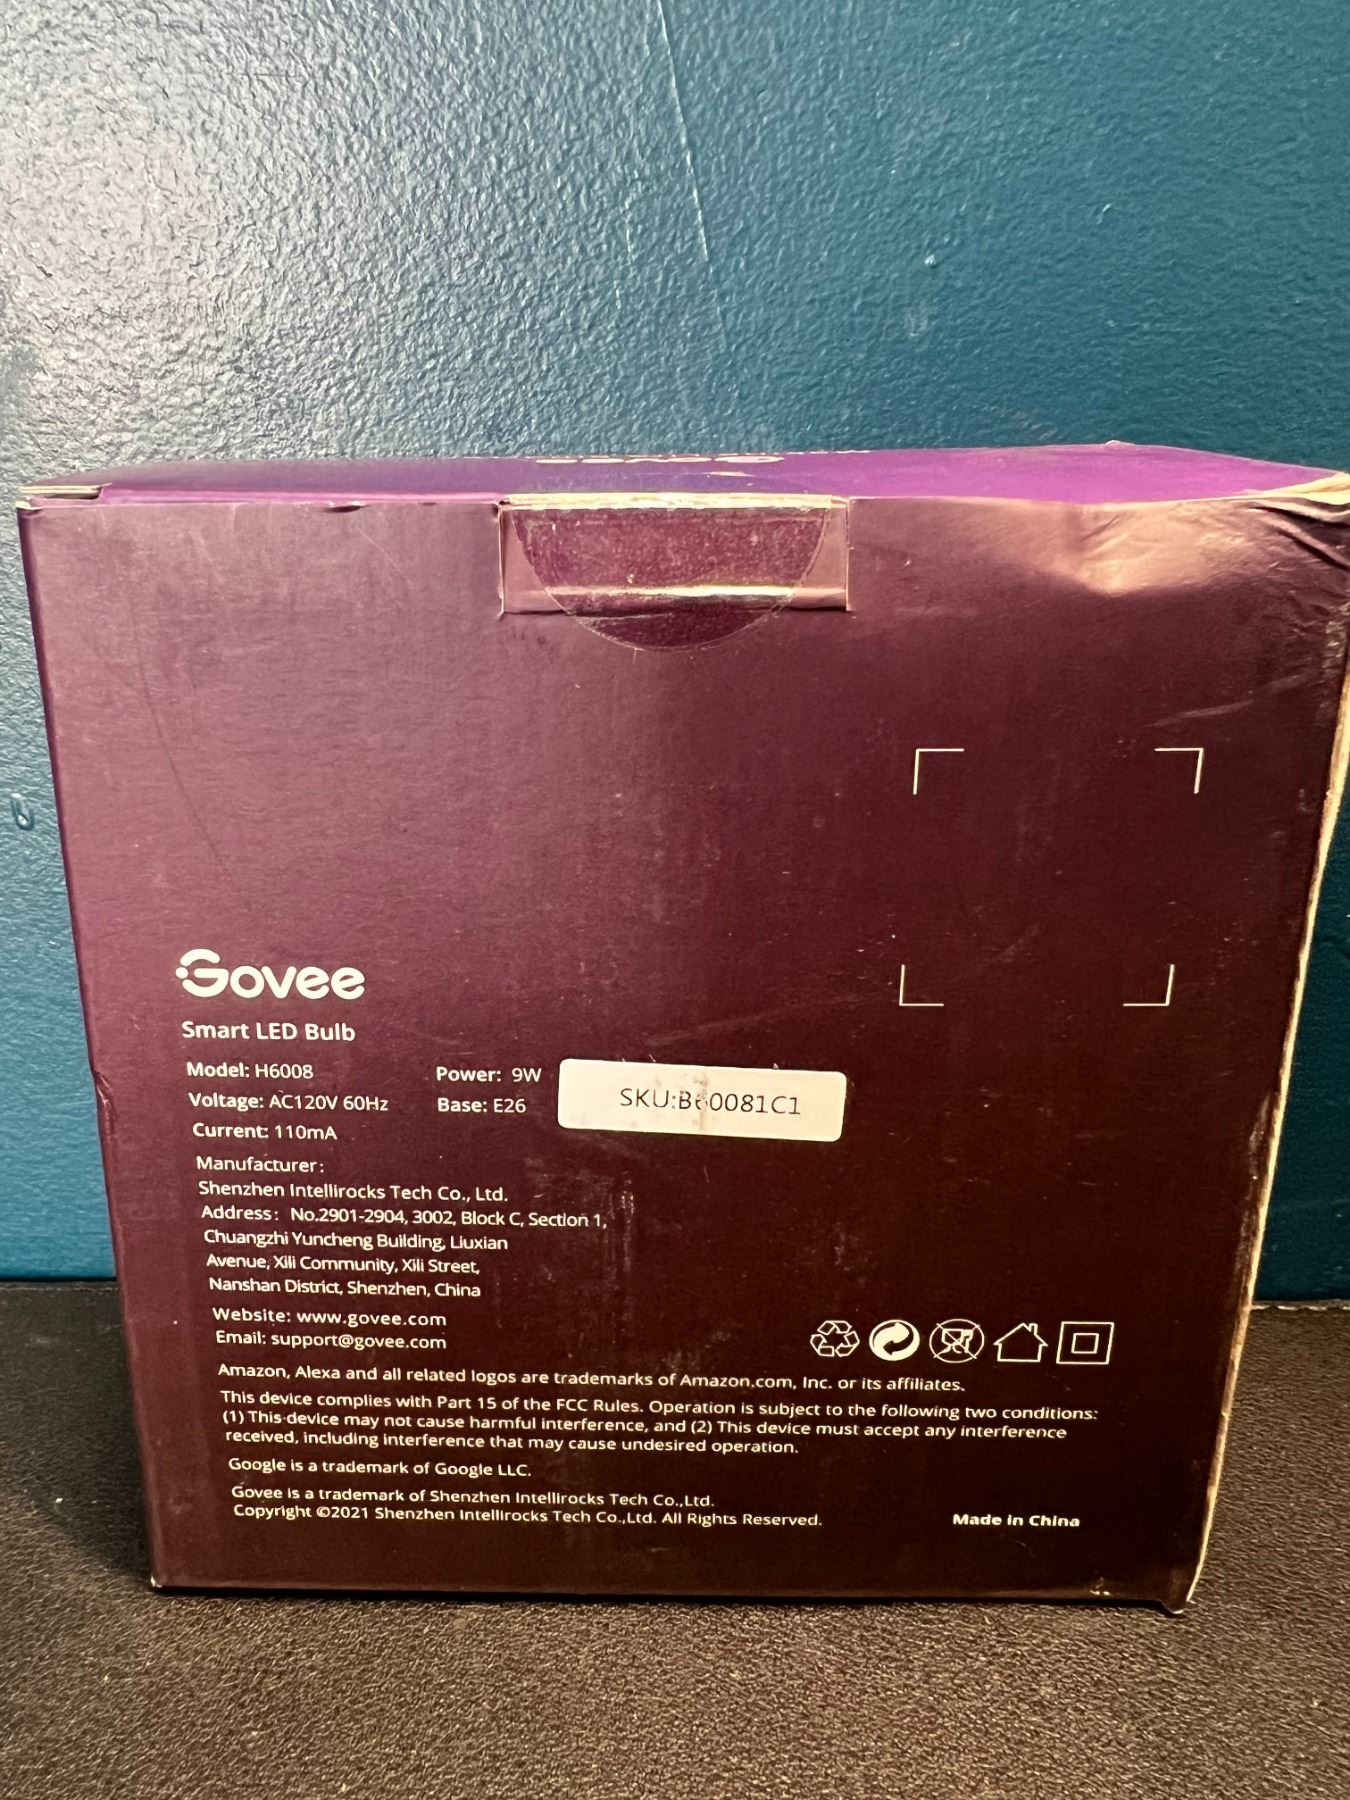 Govee
Smart LED Bulb
Model: H6008 Power: 9W
Voltage: AC120V 60Hz Base: E26
Current: 110mA
SKU:B60081C1
Manufacturer:
Shenzhen Intellirocks Tech Co., Ltd.
Address: No.2901-2904, 3002, Block C, Section 1,
Chuangzhi Yuncheng Building, Liuxian
Avenue, Xili Community, Xili Street,
Nanshan District, Shenzhen, China
Website: www.govee.com
Email: support@govee.com
Amazon, Alexa and all related logos are trademarks of Amazon.com, Inc. or its affiliates.
This device complies with Part 15 of the FCC Rules. Operation is subject to the following two conditions:
(1) This device may not cause harmful interference, and (2) This device must accept any interference
received, including interference that may cause undesired operation.
Google is a trademark of Google LLC.
Govee is a trademark of Shenzhen Intellirocks Tech Co.,Ltd.
Copyright ©2021 Shenzhen Intellirocks Tech Co.,Ltd. All Rights Reserved.
Made in China